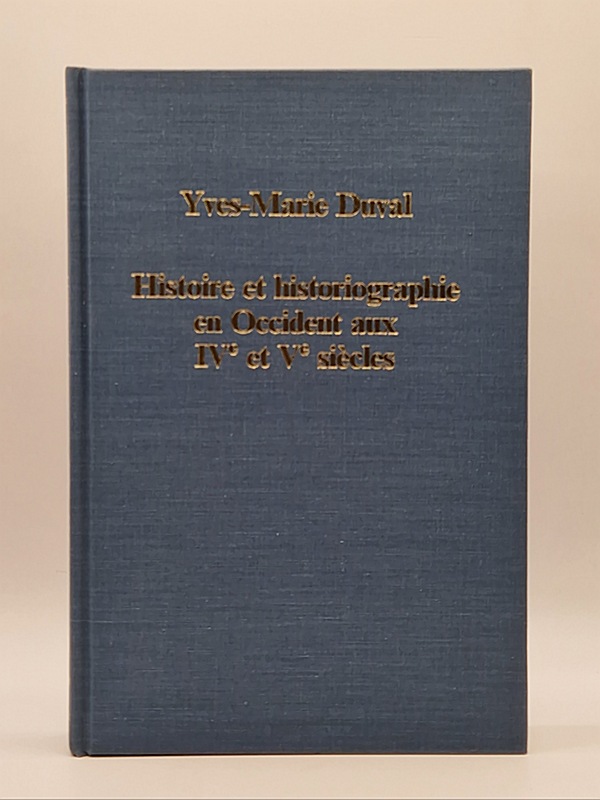 Yves-Marie Duval
Histoire et historiographie
en Occident aux
IVe et Ve siècles